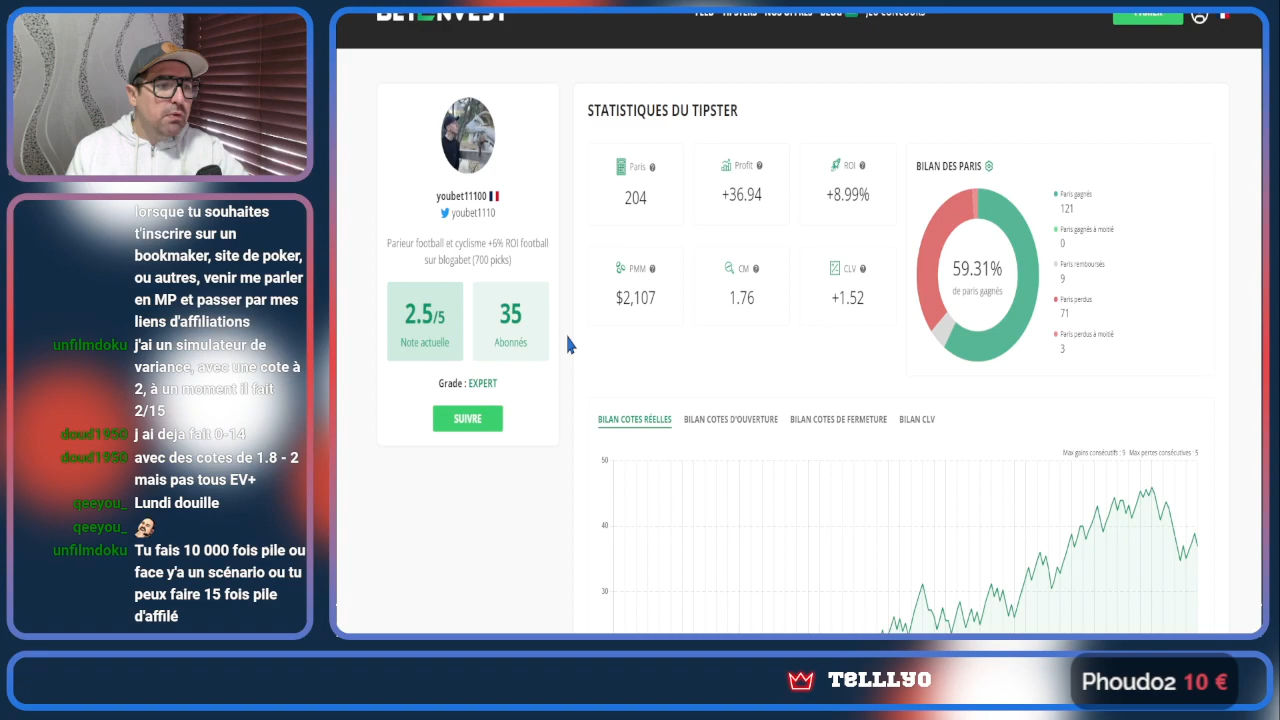 FEED TIPSTERS NOS OFFRES BLOG JEU CONCOURS
lorsque tu souhaites
t'inscrire sur un
bookmaker, site de poker,
ou autres, venir me parler
en MP et passer par mes
liens d'affiliations
unfilmdoku j'ai un simulateur de
variance, avec une cote à
2, à un moment il fait
2/15
doud1990 j ai deja fait 0-14
doud1990 avec des cotes de 1.8 - 2
mais pas tous EV+
qeeyou_ Lundi douille
qeeyou_
unfilmdoku Tu fais 10 000 fois pile ou
face y'a un scénario ou tu
peux faire 15 fois pile
d'affilé
youbet11100
youbet1110
Parieur football et cyclisme +6% ROI football
sur blogabet (700 picks)
2.5/5
Note actuelle
35
Abonnés
Grade : EXPERT
SUIVRE
STATISTIQUES DU TIPSTER
Paris
204
Profit
+36.94
ROI
+8.99%
PMM
$2,107
CM
1.76
CLV
+1.52
BILAN DES PARIS
59.31%
de paris gagnés
Paris gagnés
121
Paris gagnés à moitié
0
Paris remboursés
9
Paris perdus
71
Paris perdus à moitié
3
BILAN COTES RÉELLES BILAN COTES D'OUVERTURE BILAN COTES DE FERMETURE BILAN CLV
Max gains consécutifs : 9 Max pertes consécutives : 5
50
40
30
TELLLYO
Phoudo2 10 €